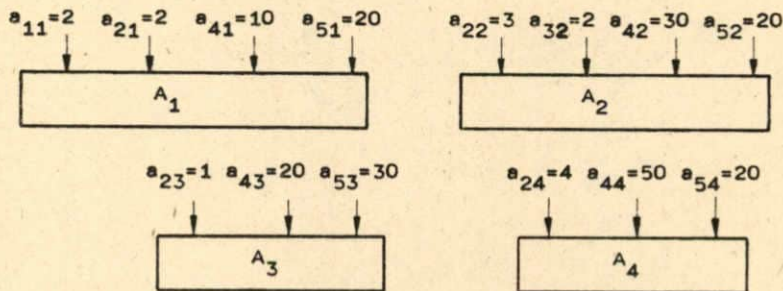 a₁₁=2 a₂₁=2 a₄₁=10 a₅₁=20 a₂₂=3 a₃₂=2 a₄₂=30 a₅₂=20
A₁ A₂
a₂₃=1 a₄₃=20 a₅₃=30 a₂₄=4 a₄₄=50 a₅₄=20
A₃ A₄